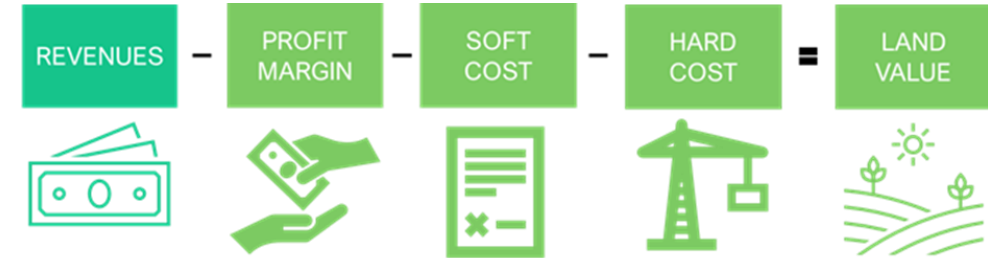 REVENUES
–
PROFIT
MARGIN
–
SOFT
COST
–
HARD
COST
=
LAND
VALUE